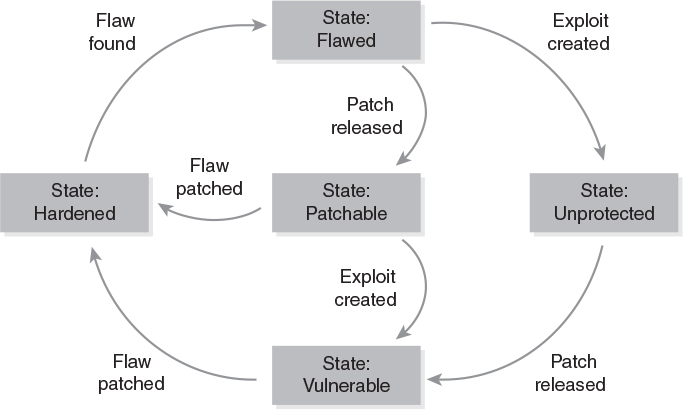 Flaw
found
State:
Flawed
Exploit
created
Patch
released
Flaw
patched
State:
Hardened
State:
Patchable
State:
Unprotected
Exploit
created
Flaw
patched
State:
Vulnerable
Patch
released